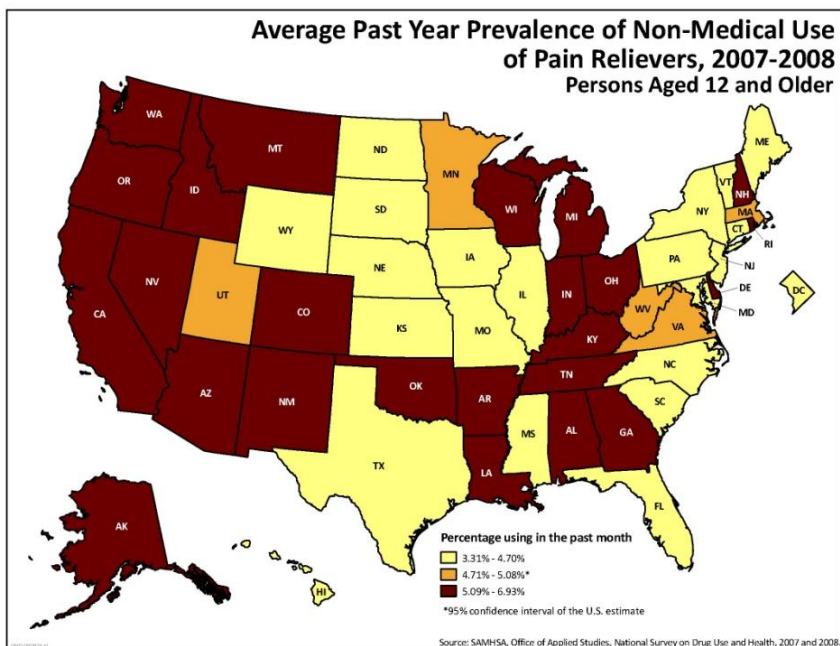 Average Past Year Prevalence of Non-Medical Use
of Pain Relievers, 2007-2008
Persons Aged 12 and Older
WA
MT
ND
MN
ME
VT
NH
OR
ID
SD
WI
MI
NY
MA
CT
RI
WY
IA
PA
NJ
NE
IL
IN
OH
DE
MD
DC
NV
UT
CO
CA
KS
MO
WV
VA
KY
NC
TN
AZ
NM
OK
AR
SC
MS
AL
GA
TX
LA
FL
AK
HI
Percentage using in the past month
3.31% - 4.70%
4.71% - 5.08%*
5.09% - 6.93%
*95% confidence interval of the U.S. estimate
Source: SAMHSA, Office of Applied Studies, National Survey on Drug Use and Health, 2007 and 2008.